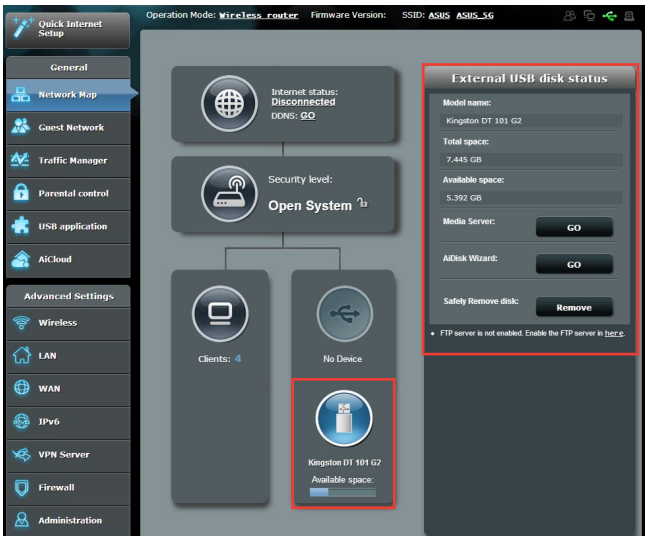 Operation Mode: Wireless router Firmware Version: SSID: ASUS ASUS_5G
Quick Internet
Setup
General
Network Map
Guest Network
Traffic Manager
Parental control
USB application
AiCloud
Advanced Settings
Wireless
LAN
WAN
IPv6
VPN Server
Firewall
Administration
Internet status:
Disconnected
DDNS: GO
Security level:
Open System
Clients: 4
No Device
Kingston DT 101 G2
Available space:
External USB disk status
Model name:
Kingston DT 101 G2
Total space:
7.445 GB
Available space:
5.392 GB
Media Server: GO
AiDisk Wizard: GO
Safely Remove disk: Remove
• FTP server is not enabled. Enable the FTP server in here.